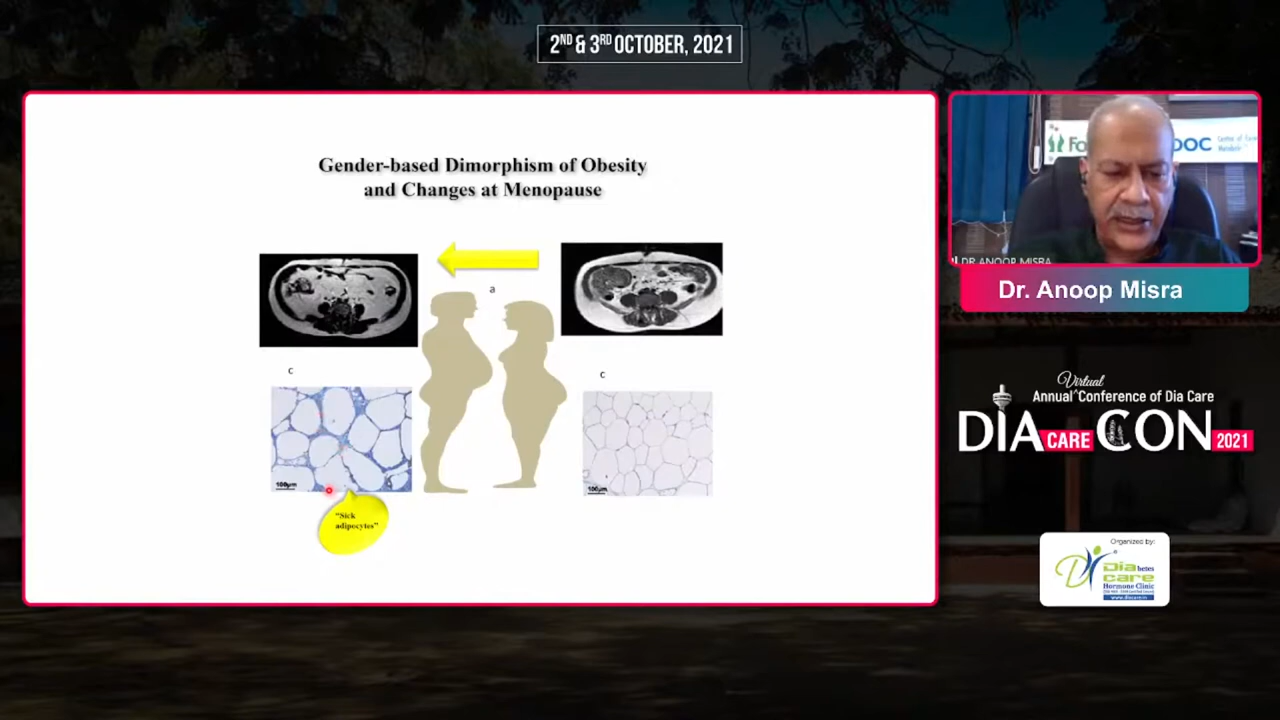 2ND & 3RD OCTOBER, 2021
Gender-based Dimorphism of Obesity
and Changes at Menopause
a
c
c
100µm
100µm
"Sick
adipocytes"
DOC
DR ANOOP MISRA
Dr. Anoop Misra
Virtual
Annual Conference of Dia Care
DIA CARE CON 2021
Organized by:
Dia betes
care
Hormone Clinic